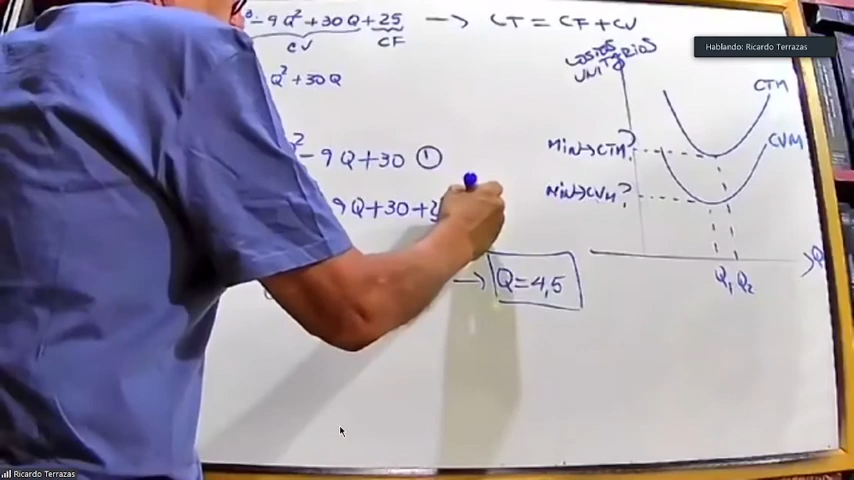 - 9Q² + 30Q + 25 → CT = CF + CV
CV CF
Q² + 30Q
² - 9Q + 30 ①
9Q + 30 + 2
→ Q = 4,5
COSTOS
UNITARIOS
CTM
CVM
Min → CTM?
Min → CVM?
Q₁ Q₂
Q
Hablando: Ricardo Terrazas
Ricardo Terrazas